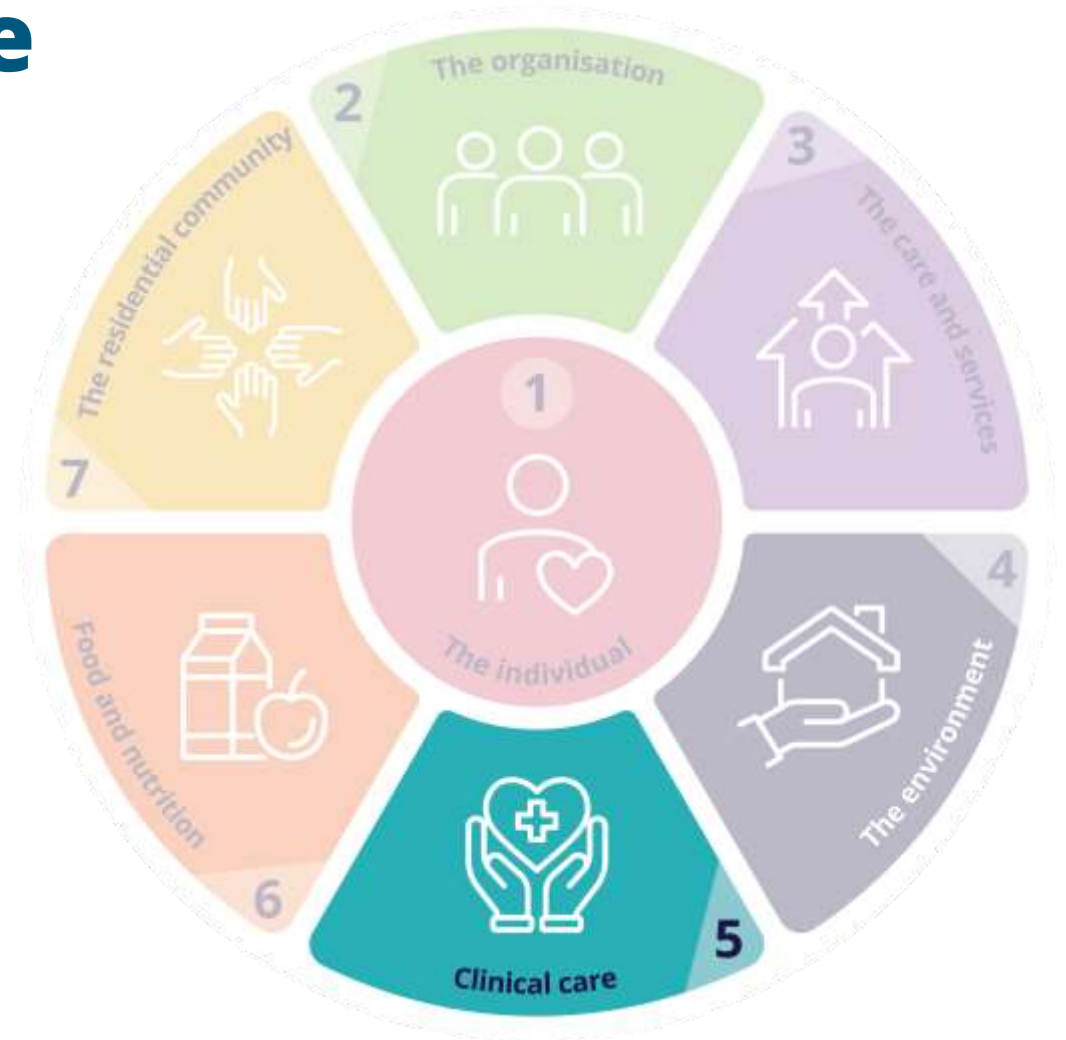 e
1
The individual
2
The organisation
3
The care and services
4
The environment
5
Clinical care
6
Food and nutrition
7
The residential community